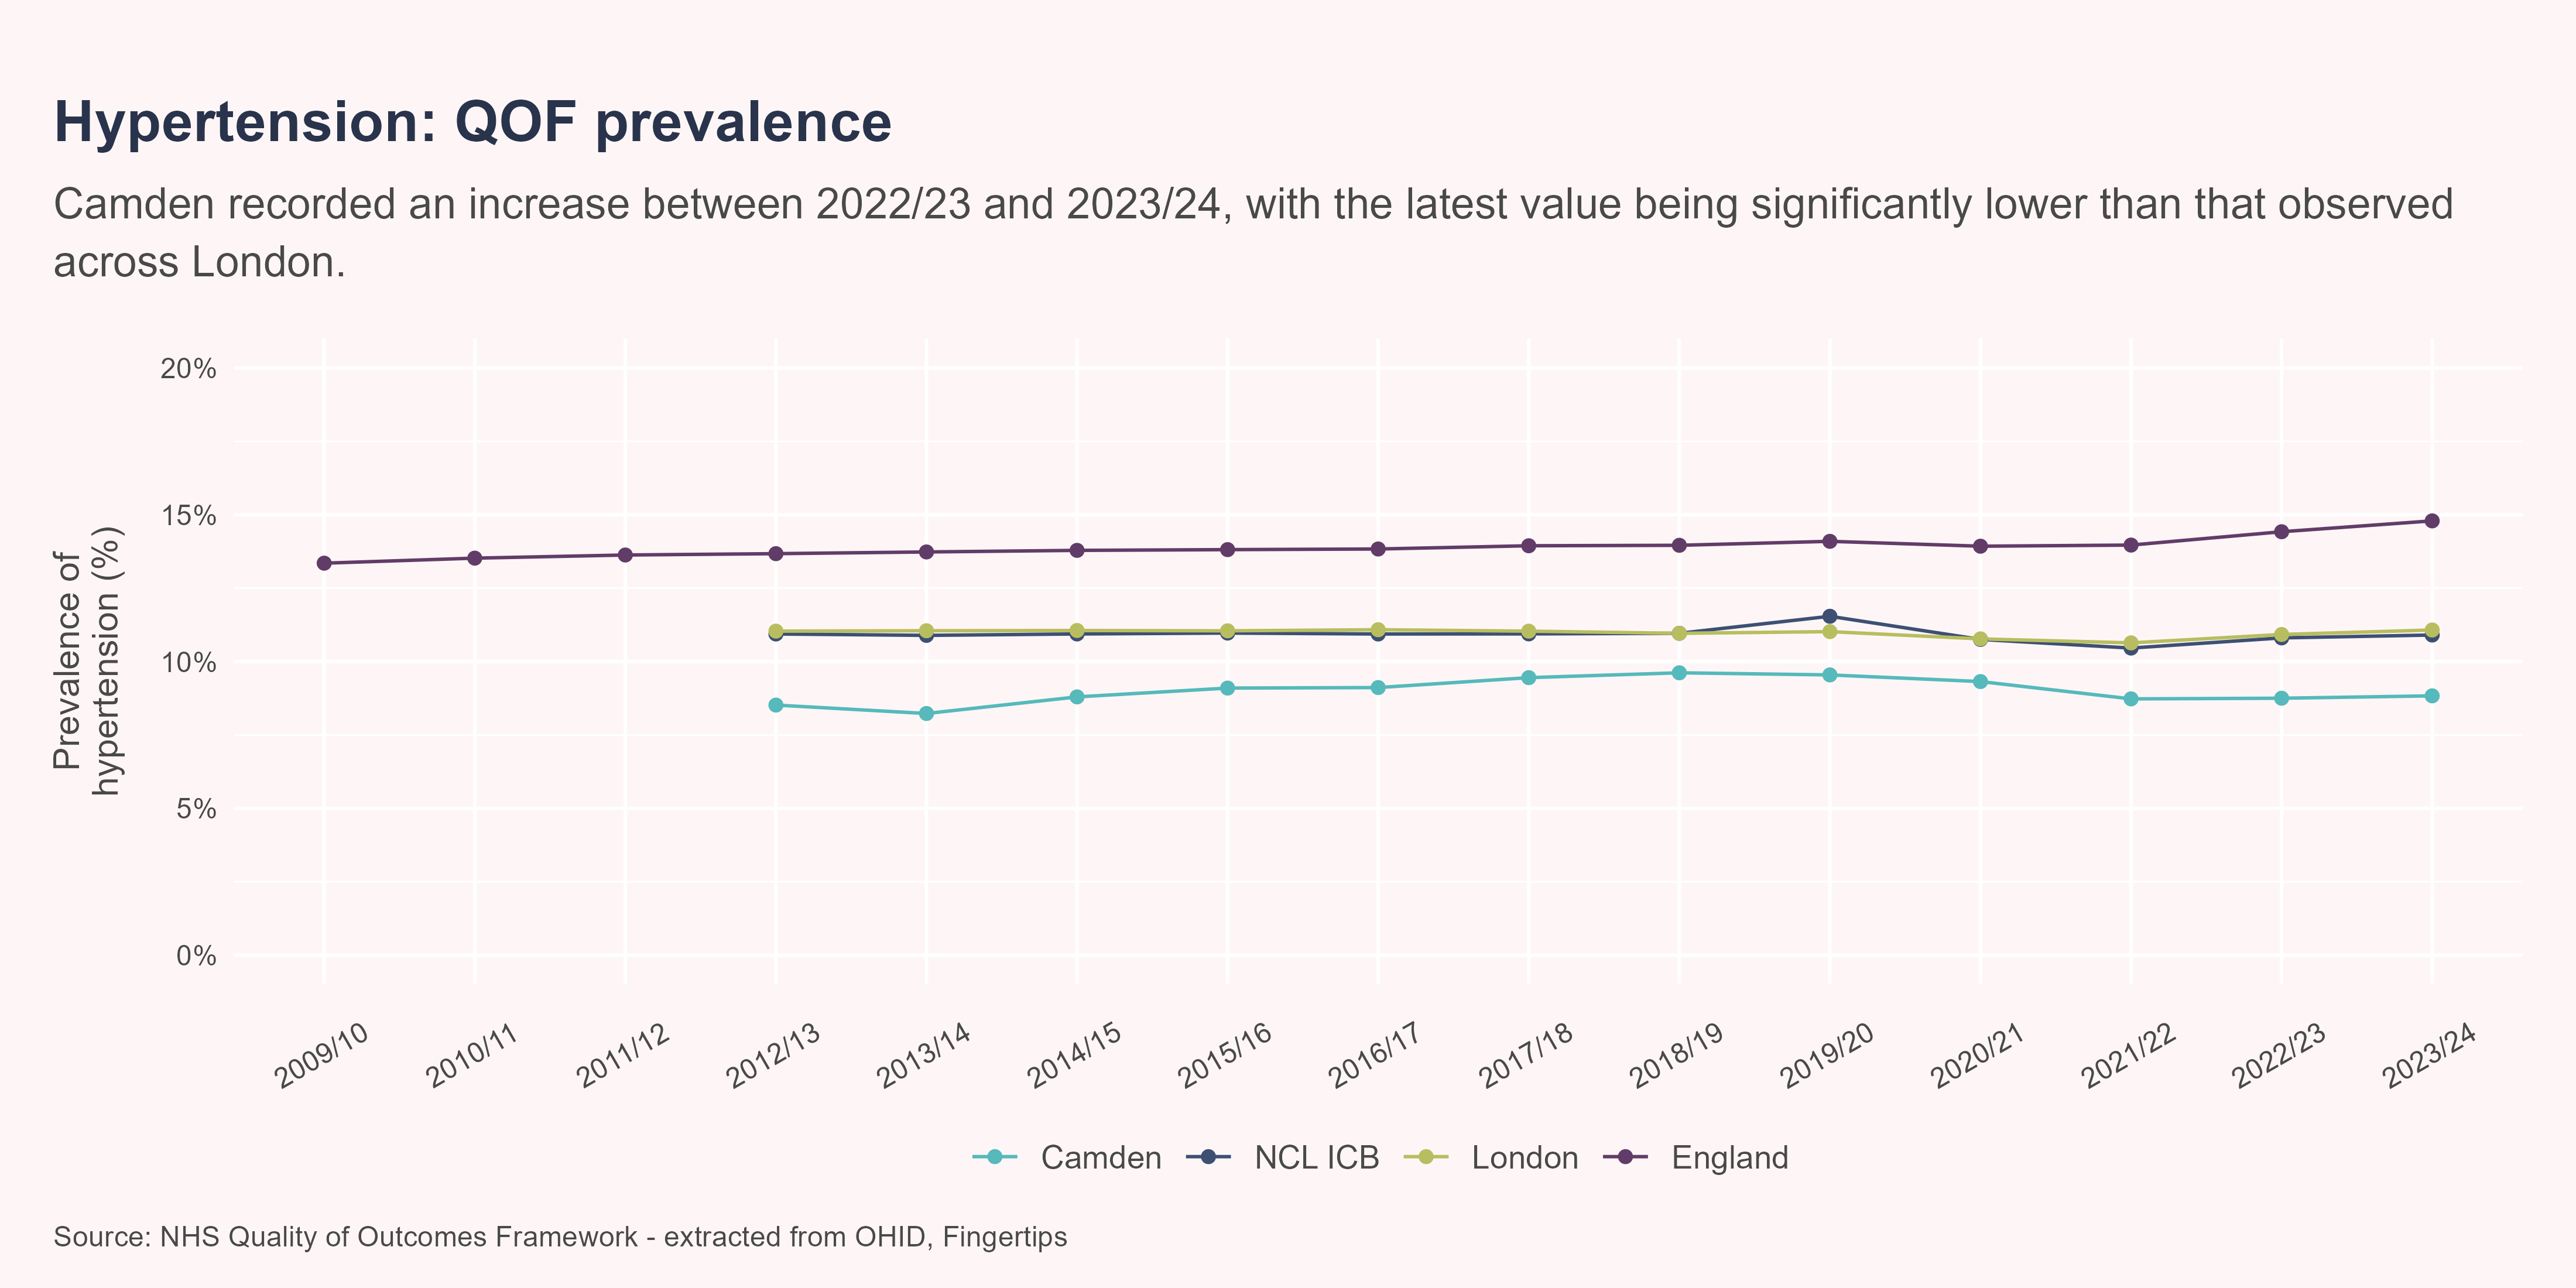 Hypertension: QOF prevalence
Camden recorded an increase between 2022/23 and 2023/24, with the latest value being significantly lower than that observed
across London.
20%
15%
10%
5%
0%
Prevalence of
hypertension (%)
2009/10
2010/11
2011/12
2012/13
2013/14
2014/15
2015/16
2016/17
2017/18
2018/19
2019/20
2020/21
2021/22
2022/23
2023/24
Camden
NCL ICB
London
England
Source: NHS Quality of Outcomes Framework - extracted from OHID, Fingertips